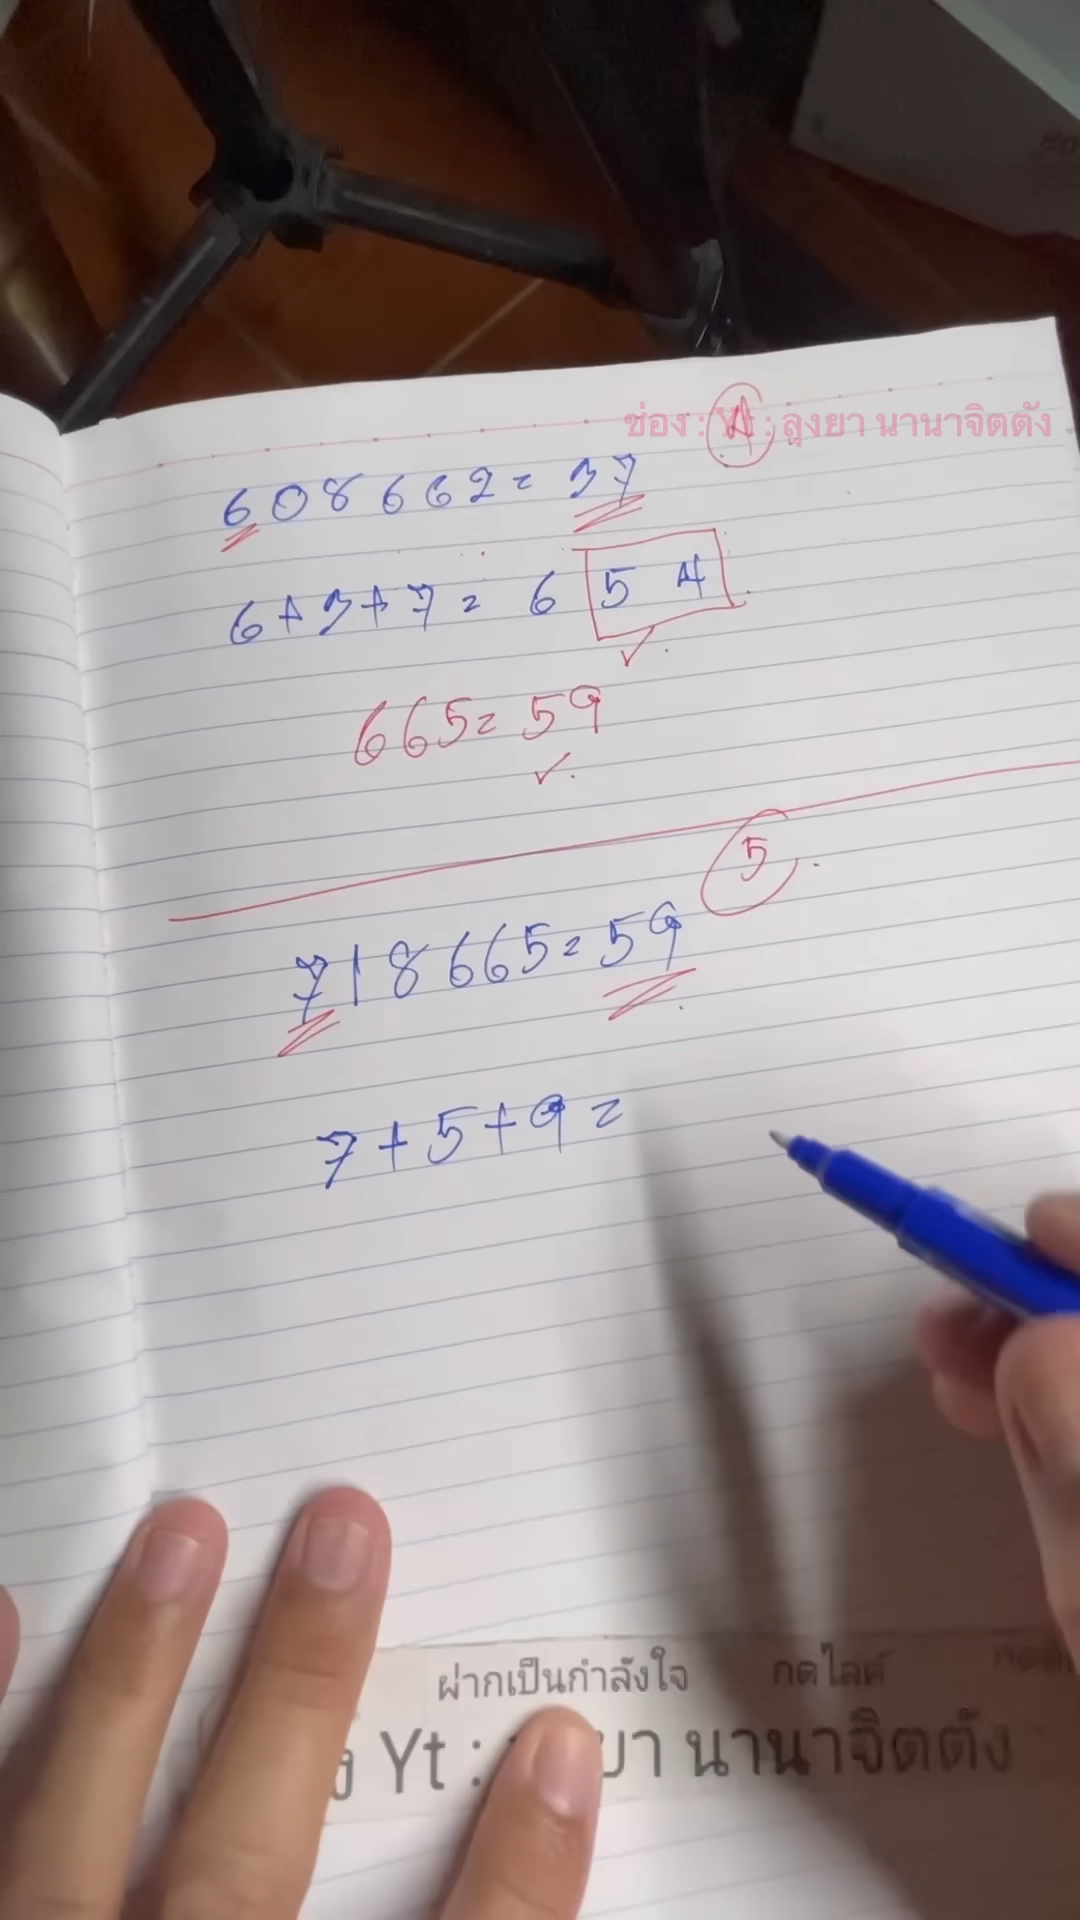 ช่อง : Yt : ลุงยา นานาจิตตัง
4
608662=37
6+3+7= 6 5 4
665=59
5
718665=59
7+5+9=
ฝากเป็นกำลังใจ กดไลค์
Yt : ยา นานาจิตตัง